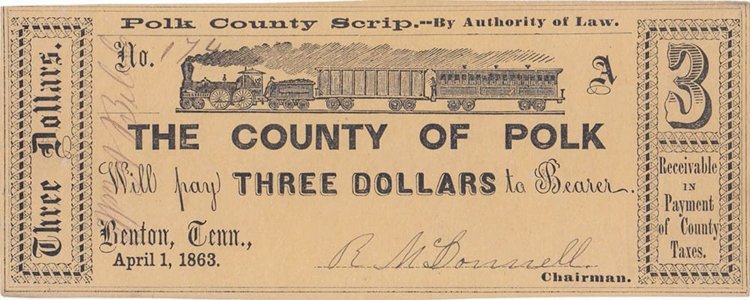 Polk County Scrip.--By Authority of Law.
Three Dollars.
No. 174
A
3
THE COUNTY OF POLK
Will pay THREE DOLLARS to Bearer.
Benton, Tenn.,
April 1, 1863.
R McDonnell
Chairman.
Receivable
IN
Payment
of County
Taxes.